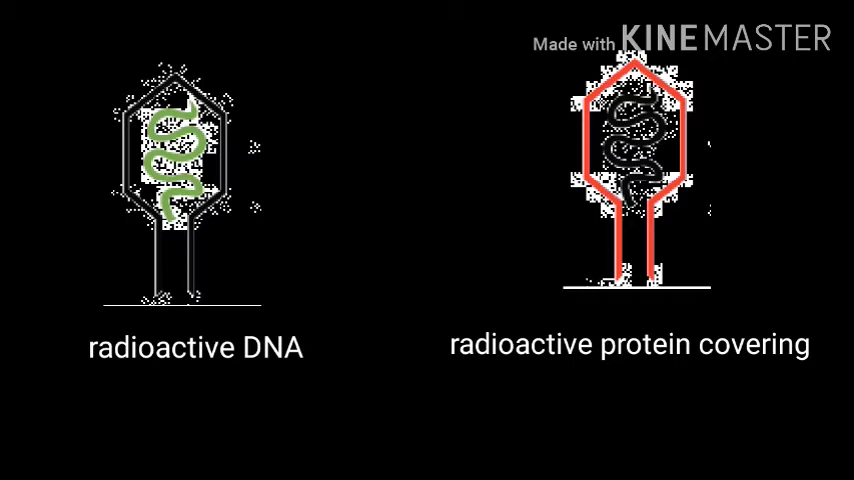 Made with KINEMASTER
radioactive DNA
radioactive protein covering